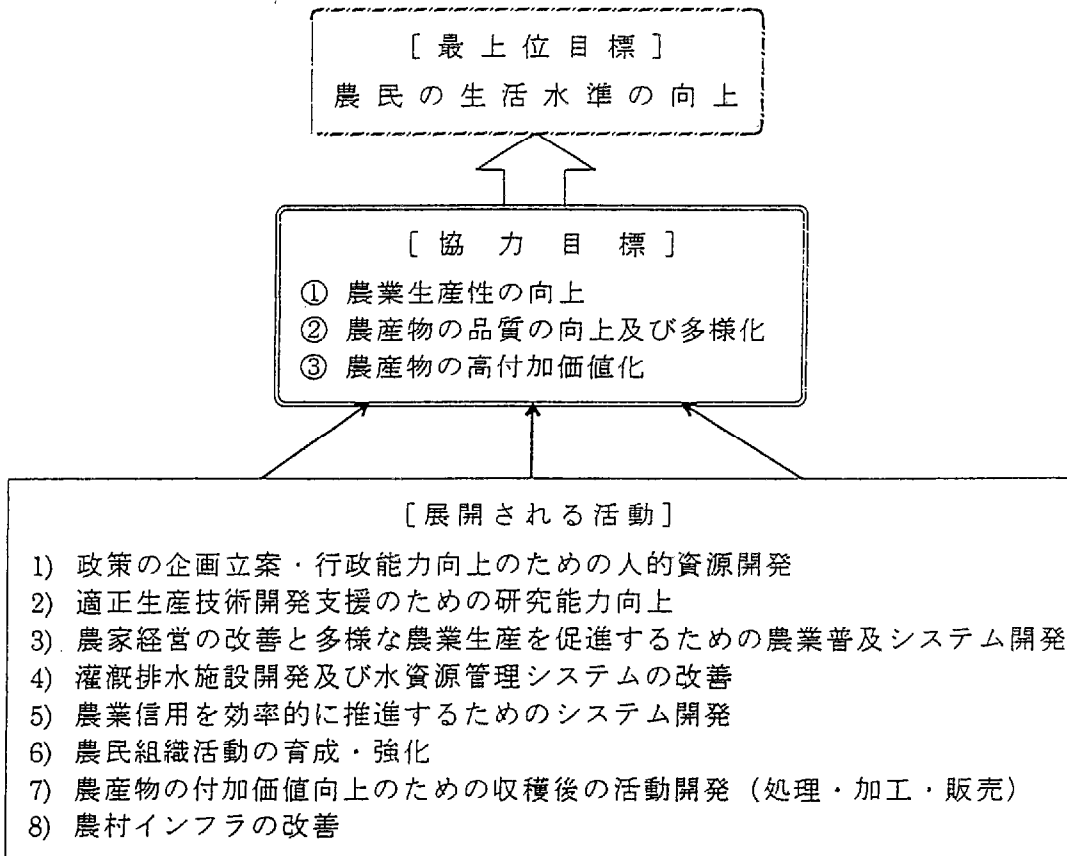 [最上位目標]
農民の生活水準の向上
[協力目標]
① 農業生産性の向上
② 農産物の品質の向上及び多様化
③ 農産物の高付加価値化
[展開される活動]
1) 政策の企画立案・行政能力向上のための人的資源開発
2) 適正生産技術開発支援のための研究能力向上
3) 農家経営の改善と多様な農業生産を促進するための農業普及システム開発
4) 灌漑排水施設開発及び水資源管理システムの改善
5) 農業信用を効率的に推進するためのシステム開発
6) 農民組織活動の育成・強化
7) 農産物の付加価値向上のための収穫後の活動開発（処理・加工・販売）
8) 農村インフラの改善